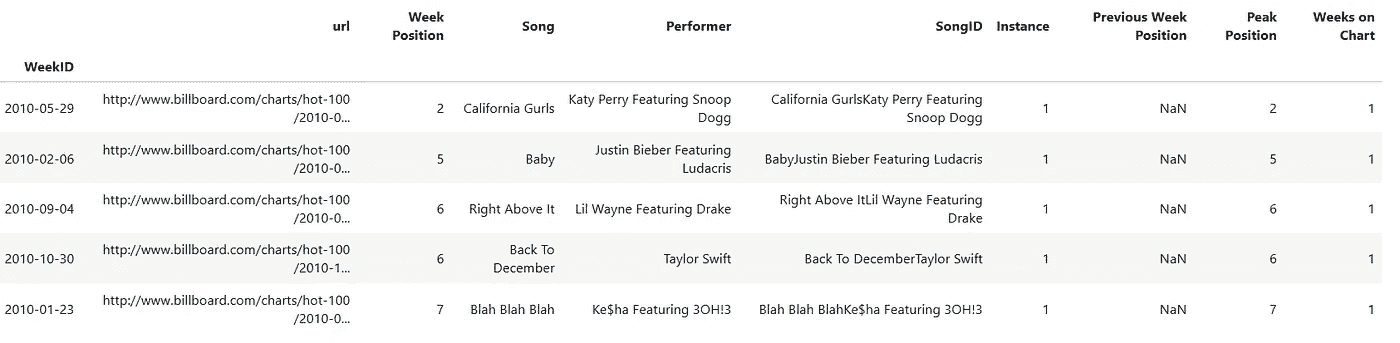 url Week Position Song Performer SongID Instance Previous Week Position Peak Position Weeks on Chart
WeekID
2010-05-29 http://www.billboard.com/charts/hot-100/2010-0... 2 California Gurls Katy Perry Featuring Snoop Dogg California GurlsKaty Perry Featuring Snoop Dogg 1 NaN 2 1
2010-02-06 http://www.billboard.com/charts/hot-100/2010-0... 5 Baby Justin Bieber Featuring Ludacris BabyJustin Bieber Featuring Ludacris 1 NaN 5 1
2010-09-04 http://www.billboard.com/charts/hot-100/2010-0... 6 Right Above It Lil Wayne Featuring Drake Right Above ItLil Wayne Featuring Drake 1 NaN 6 1
2010-10-30 http://www.billboard.com/charts/hot-100/2010-1... 6 Back To December Taylor Swift Back To DecemberTaylor Swift 1 NaN 6 1
2010-01-23 http://www.billboard.com/charts/hot-100/2010-0... 7 Blah Blah Blah Ke$ha Featuring 3OH!3 Blah Blah BlahKe$ha Featuring 3OH!3 1 NaN 7 1